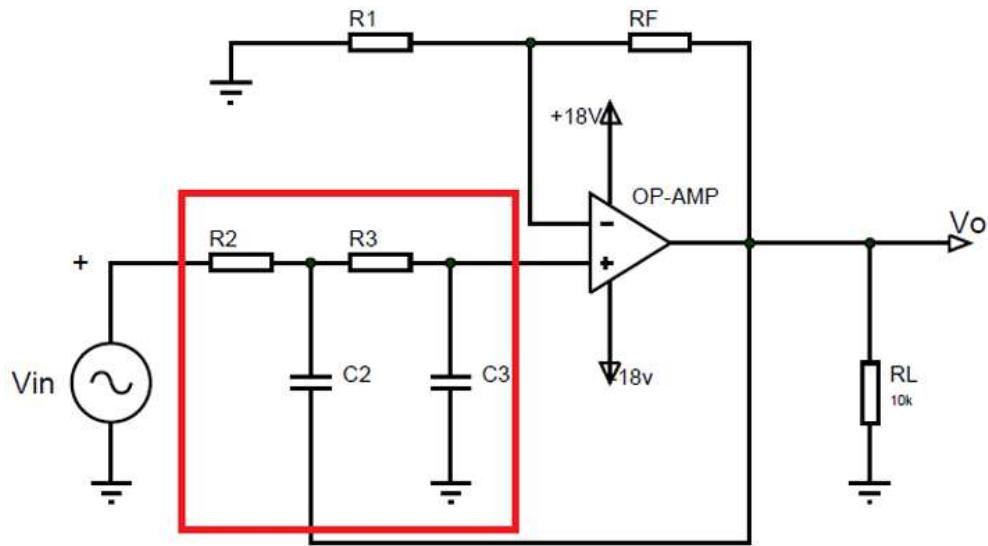 R1
RF
+18V
OP-AMP
-
+
Vo
R2
R3
+
Vin
C2
C3
-18v
RL
10k